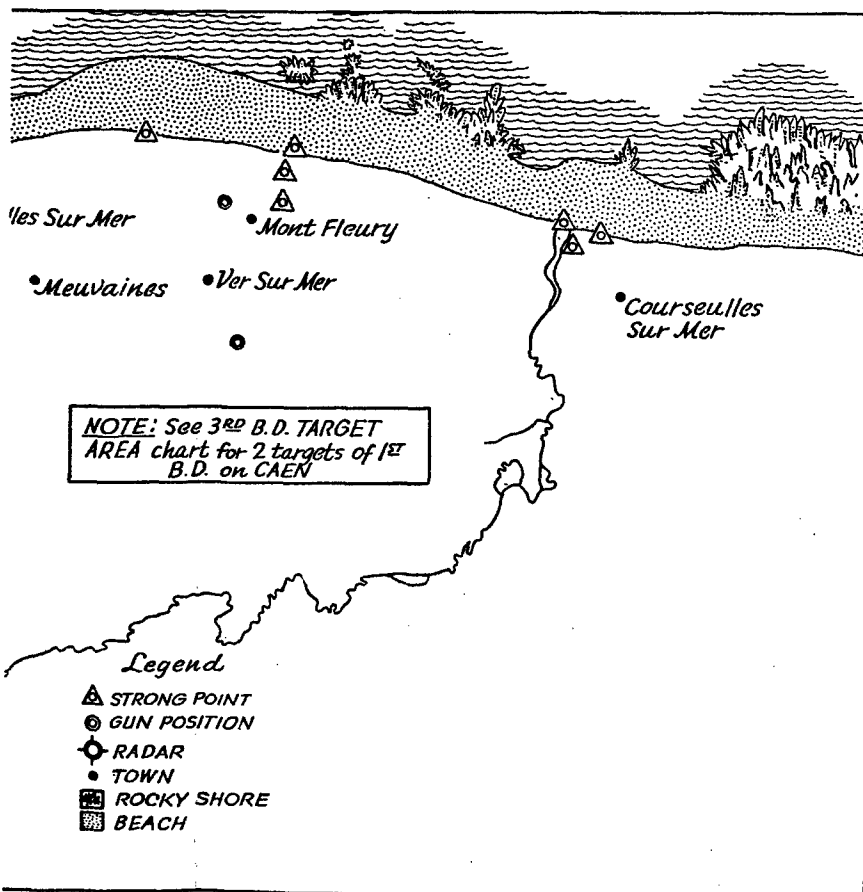 Mont Fleury
lles Sur Mer
Meuvaines
Ver Sur Mer
Courseulles
Sur Mer
NOTE: See 3RD B.D. TARGET
AREA chart for 2 targets of 1ST
B.D. on CAEN
Legend
STRONG POINT
GUN POSITION
RADAR
TOWN
ROCKY SHORE
BEACH